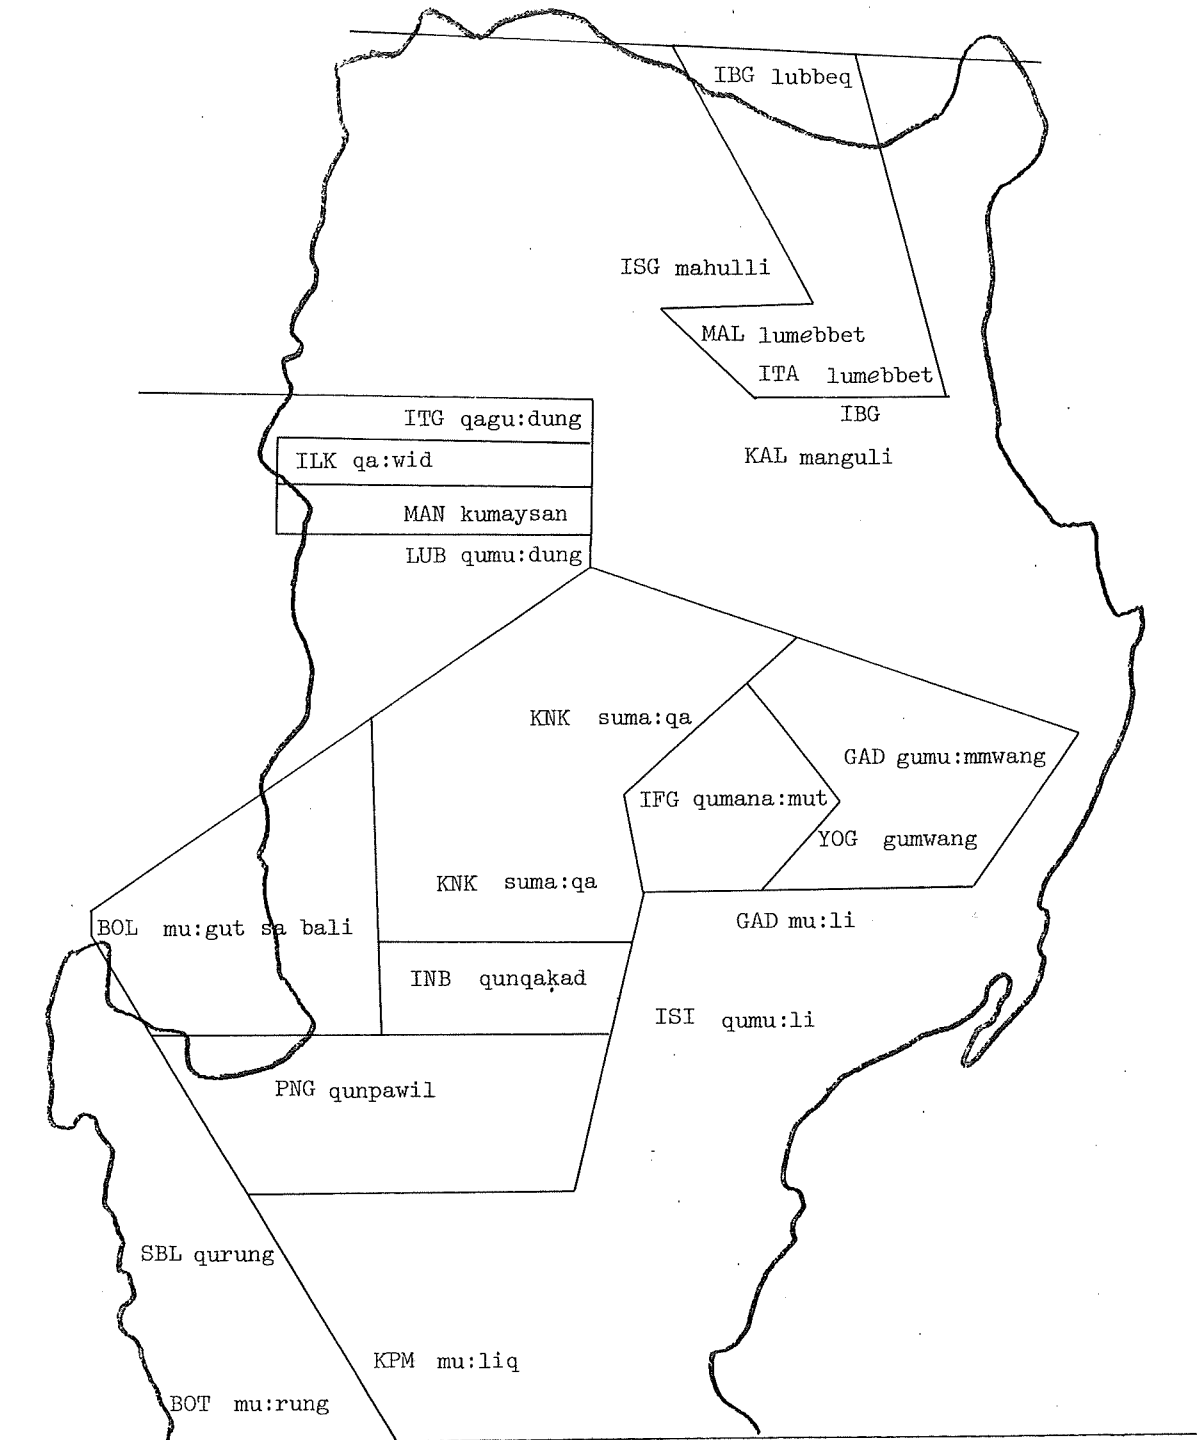 IBG lubbeq
ISG mahulli
MAL lumebbet
ITA lumebbet
IBG
ITG qagu:dung
KAL manguli
ILK qa:wid
MAN kumaysan
LUB qumu:dung
KNK suma:qa
GAD gumu:mmwang
IFG qumana:mut
YOG gumwang
KNK suma:qa
GAD mu:li
BOL mu:gut sa bali
INB qunqaḳad
ISI qumu:li
PNG qunpawil
SBL qurung
KPM mu:liq
BOT mu:rung